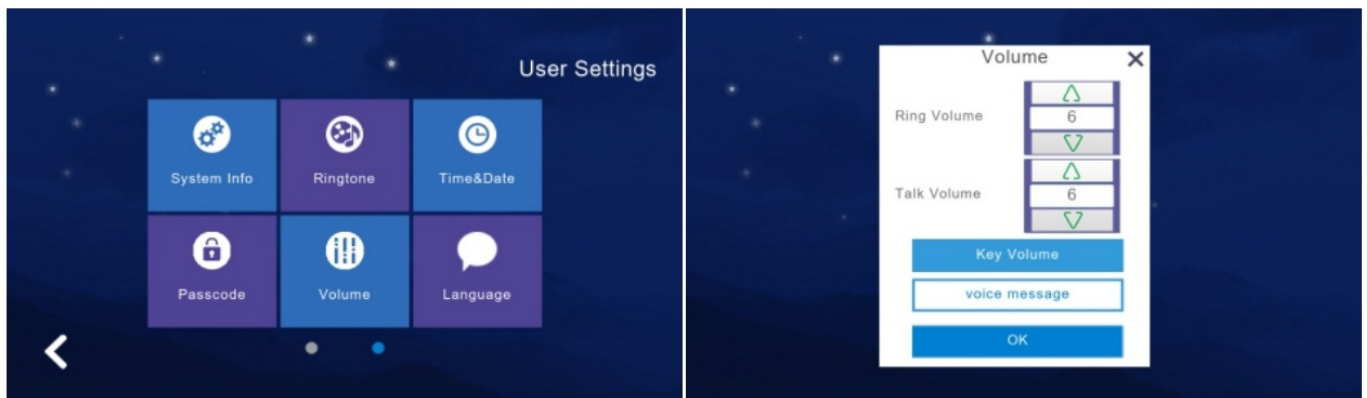 User Settings
System Info
Ringtone
Time&Date
Passcode
Volume
Language
Volume
Ring Volume
6
Talk Volume
6
Key Volume
voice message
OK